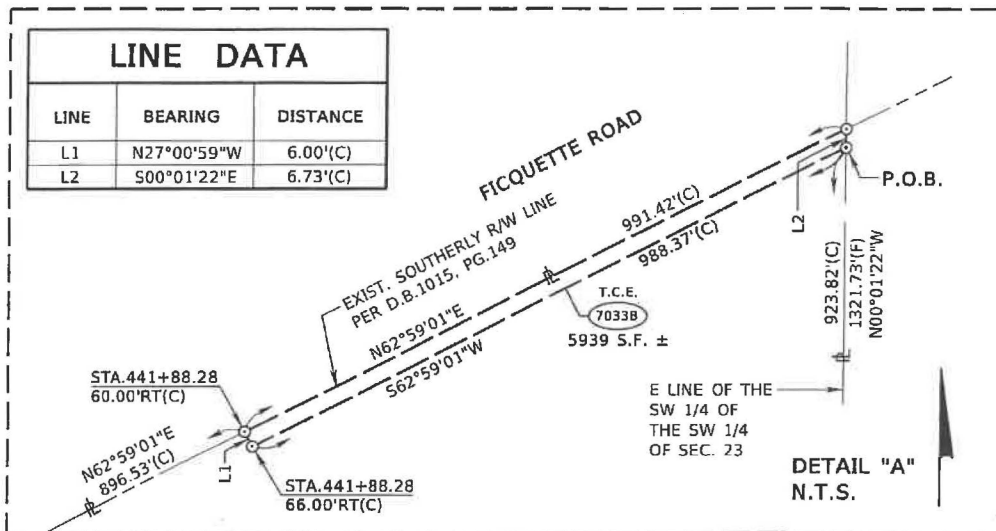 LINE DATA
LINE BEARING DISTANCE
L1 N27°00'59"W 6.00'(C)
L2 S00°01'22"E 6.73'(C)
FICQUETTE ROAD
EXIST. SOUTHERLY R/W LINE
PER D.B.1015, PG.149
991.42'(C)
988.37'(C)
N62°59'01"E
S62°59'01"W
T.C.E.
7033B
5939 S.F. ±
L2
P.O.B.
923.82'(C)
1321.73'(F)
N00°01'22"W
STA.441+88.28
60.00'RT(C)
N62°59'01"E
896.53'(C)
L1
STA.441+88.28
66.00'RT(C)
E LINE OF THE
SW 1/4 OF
THE SW 1/4
OF SEC. 23
DETAIL "A"
N.T.S.